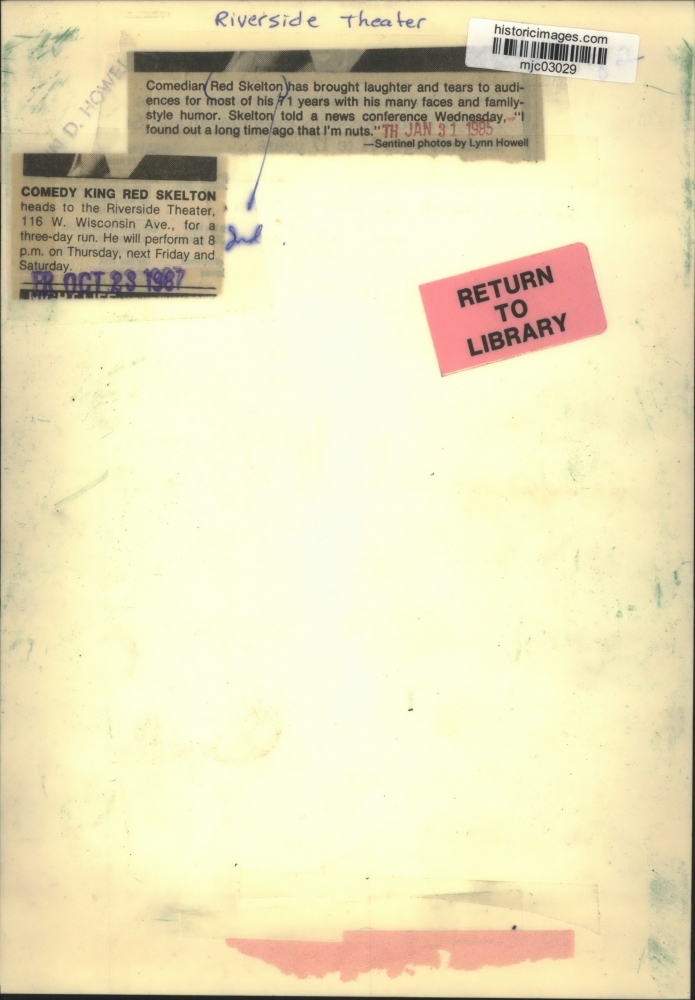 Riverside Theater
historicimages.com
mjc03029
Comedian (Red Skelton) has brought laughter and tears to audi-
ences for most of his 71 years with his many faces and family-
style humor. Skelton told a news conference Wednesday, "I
found out a long time ago that I'm nuts." TH JAN 31 1985
—Sentinel photos by Lynn Howell
D. HOWEL
COMEDY KING RED SKELTON
heads to the Riverside Theater,
116 W. Wisconsin Ave., for a
three-day run. He will perform at 8
p.m. on Thursday, next Friday and
Saturday.
FR OCT 23 1987
2nd
RETURN
TO
LIBRARY